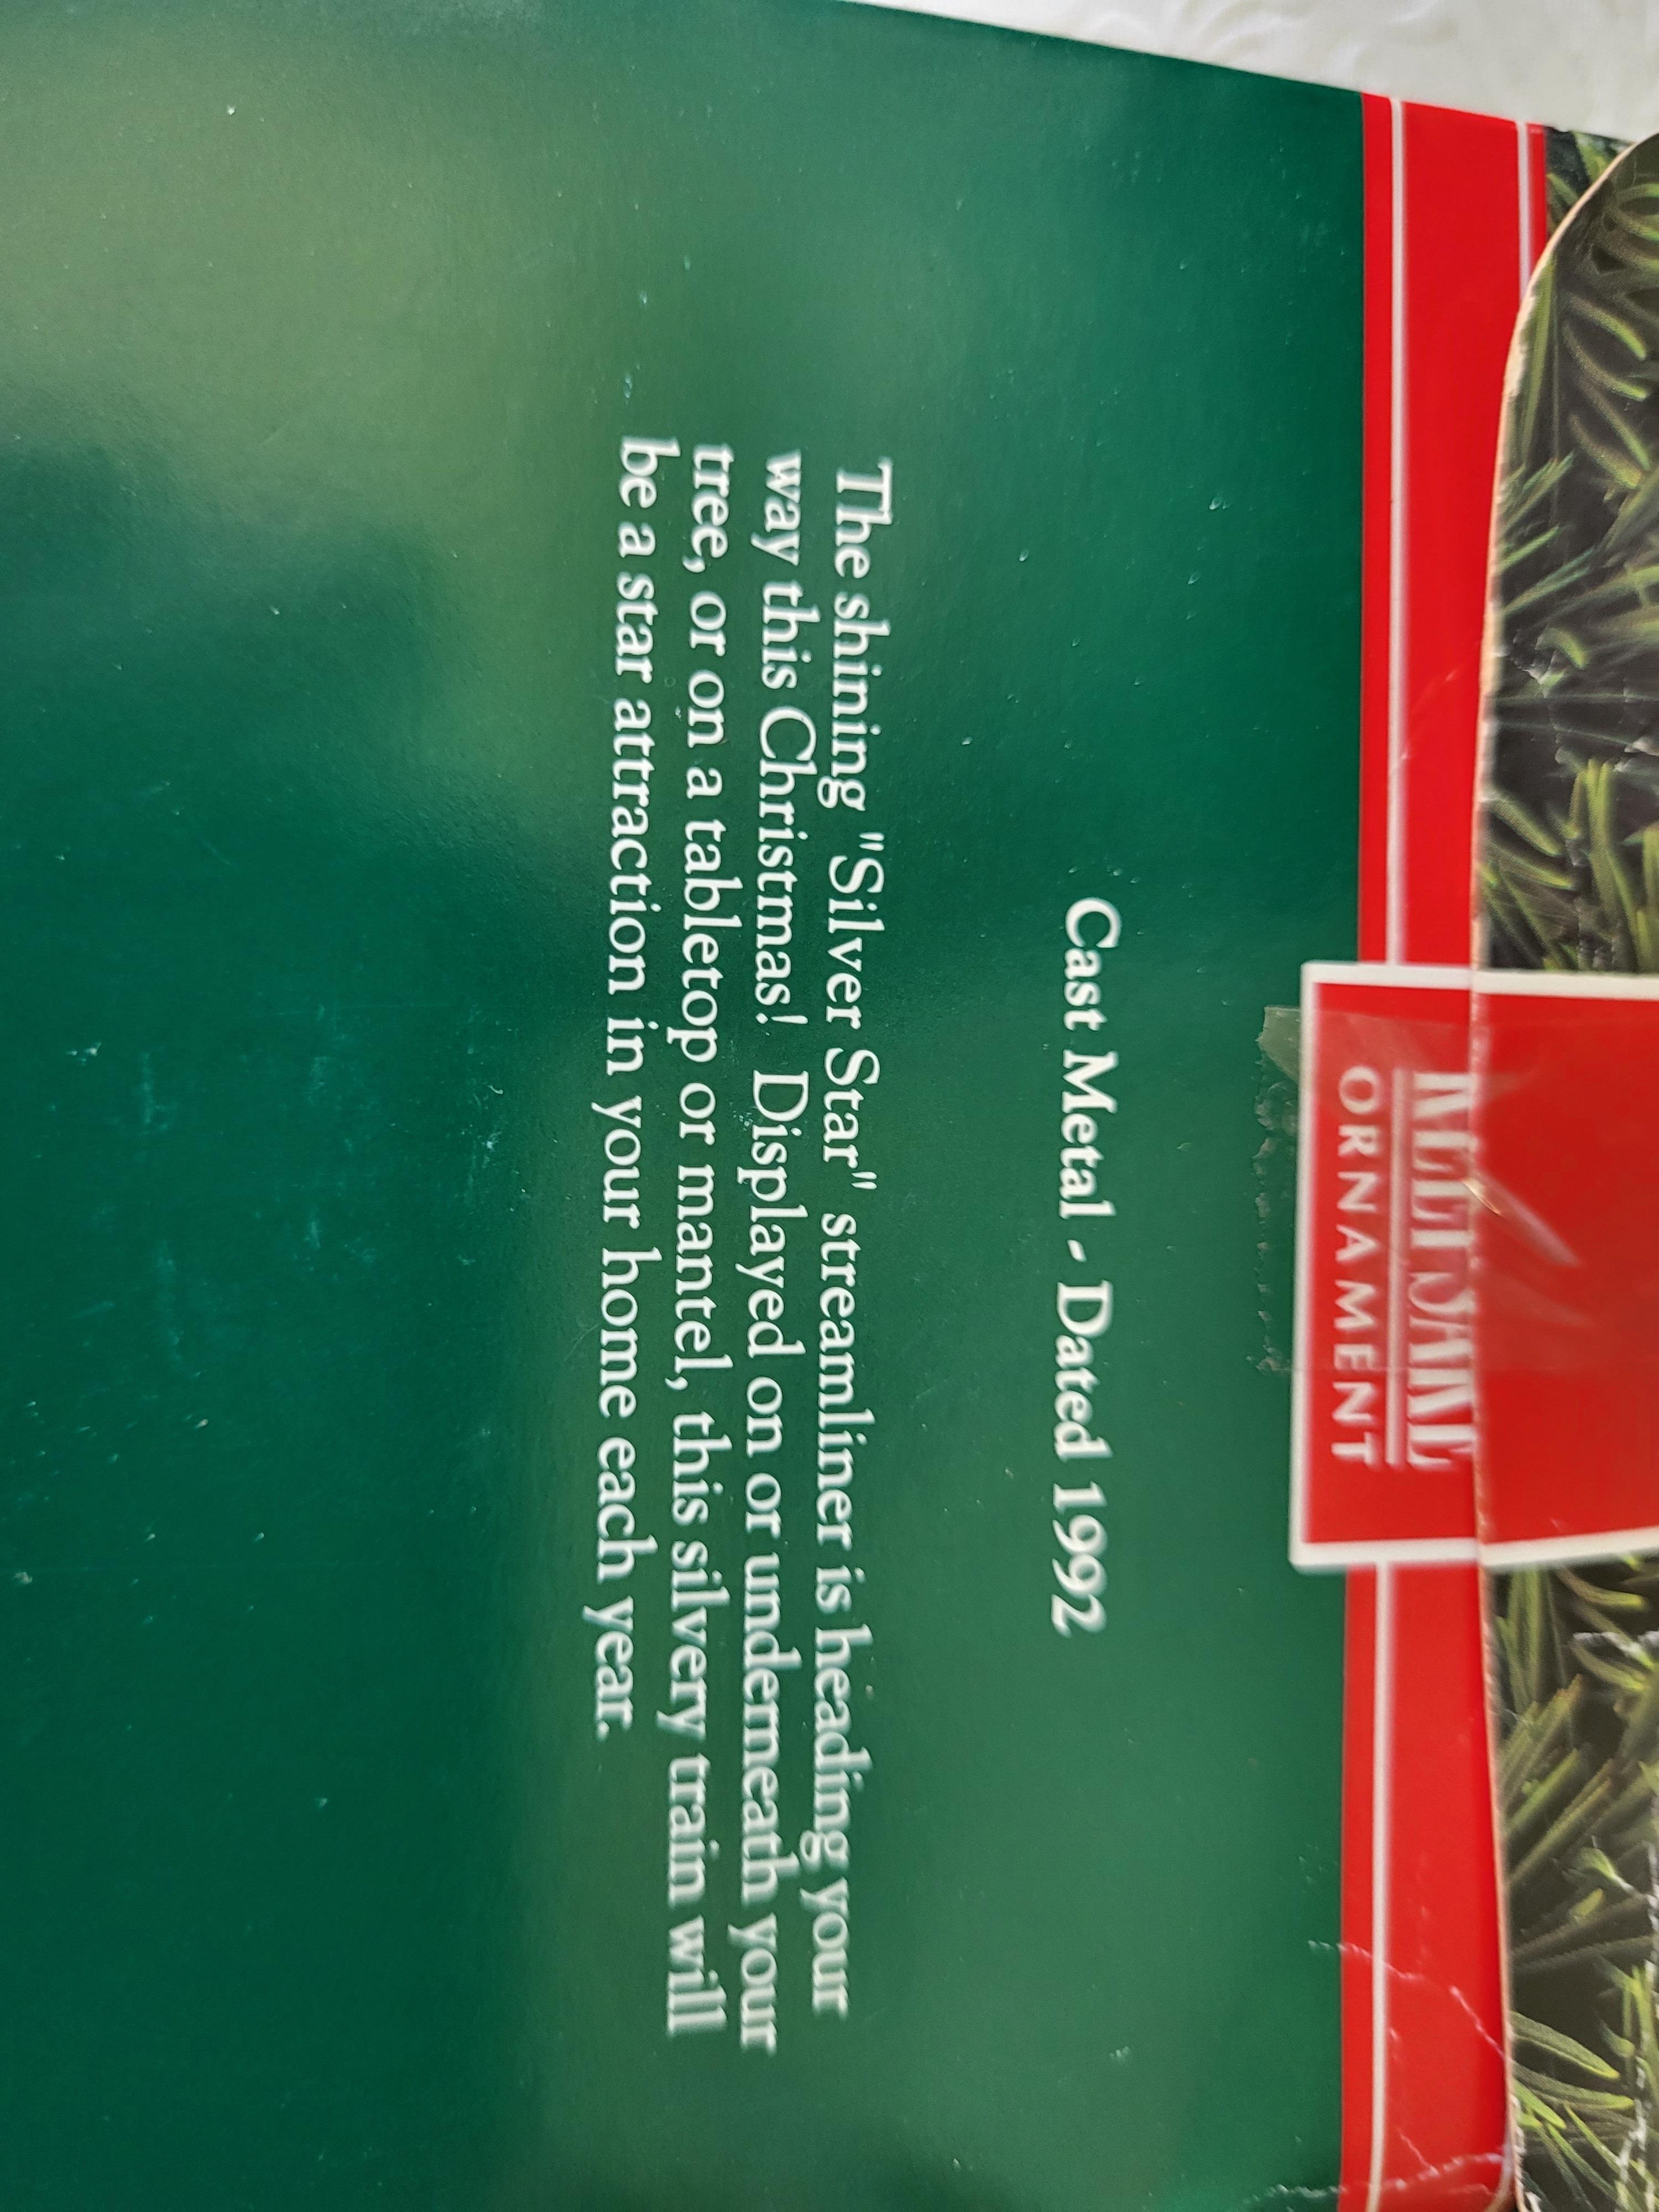 KEEPSAKE
ORNAMENT
Cast Metal - Dated 1992
The shining "Silver Star" streamliner is heading your
way this Christmas! Displayed on or underneath your
tree, or on a tabletop or mantel, this silvery train will
be a star attraction in your home each year.